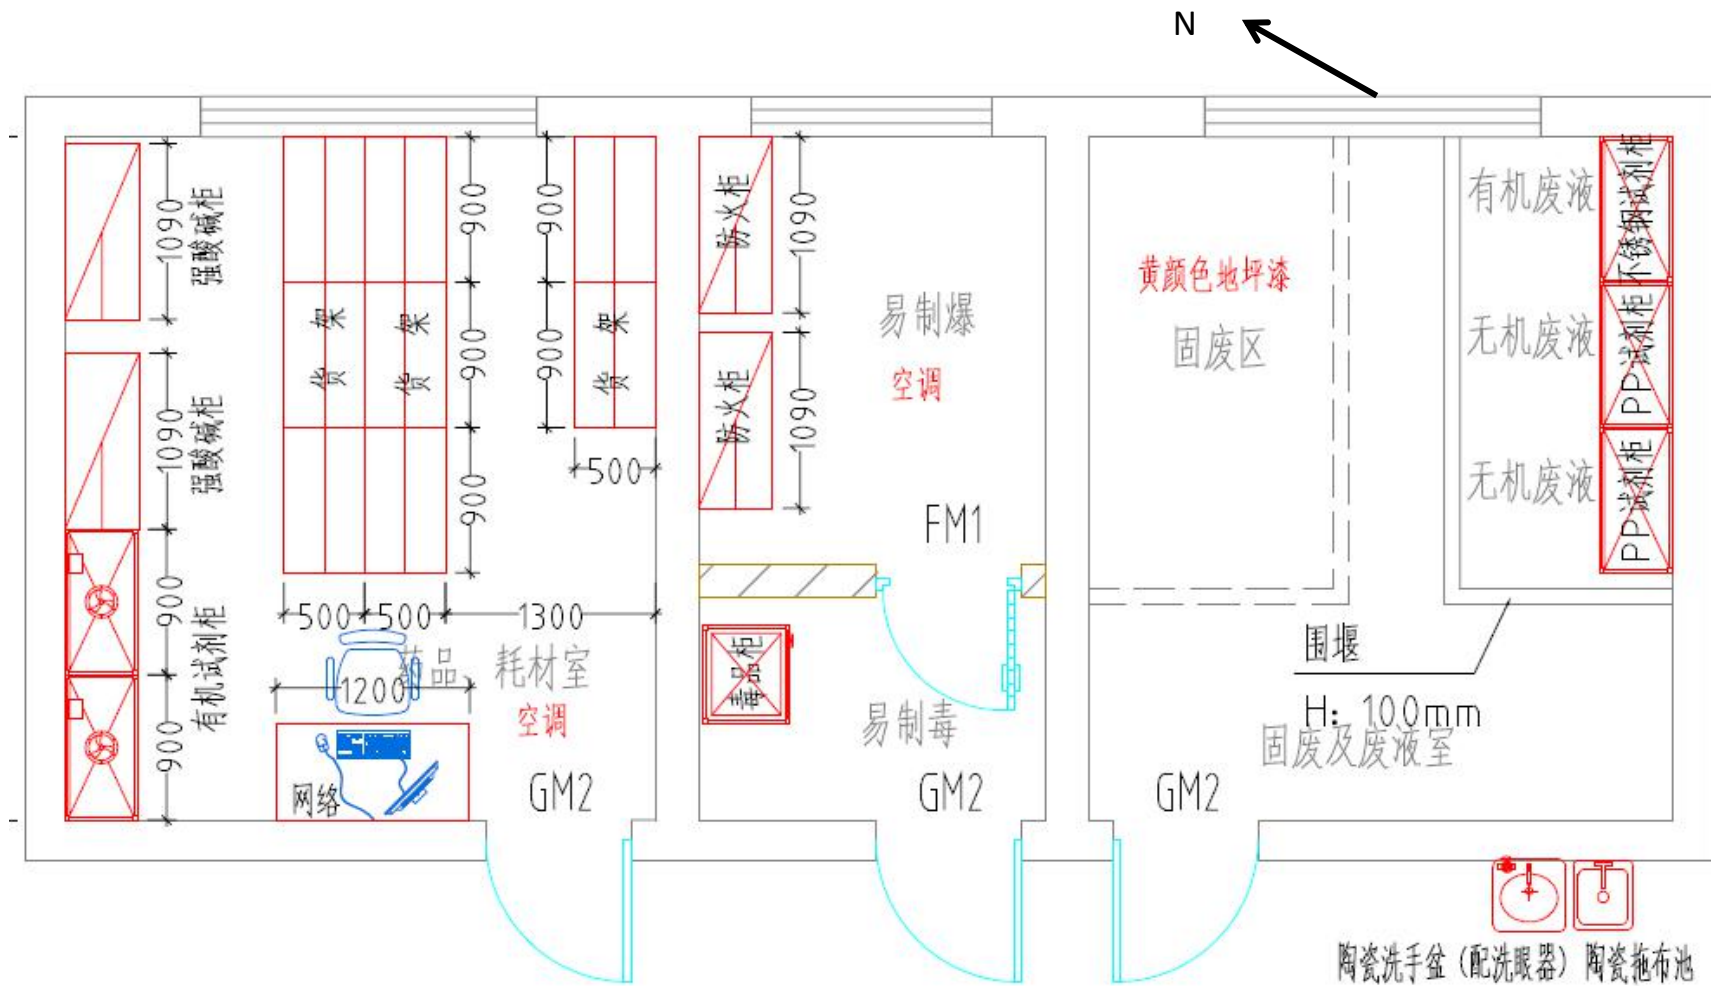 N
1090
强酸碱柜
1090
强酸碱柜
900
900
有机试剂柜
货架
货架
900
900
900
500
500
1300
900
900
货架
500
药品、耗材室
1200
空调
网络
GM2
防火柜
1090
防火柜
1090
易制爆
空调
FM1
毒品柜
易制毒
GM2
黄颜色地坪漆
固废区
有机废液
不锈钢试剂柜
无机废液
PP试剂柜
无机废液
PP试剂柜
围堰
H: 100mm
固废及废液室
GM2
陶瓷洗手盆（配洗眼器） 陶瓷拖布池